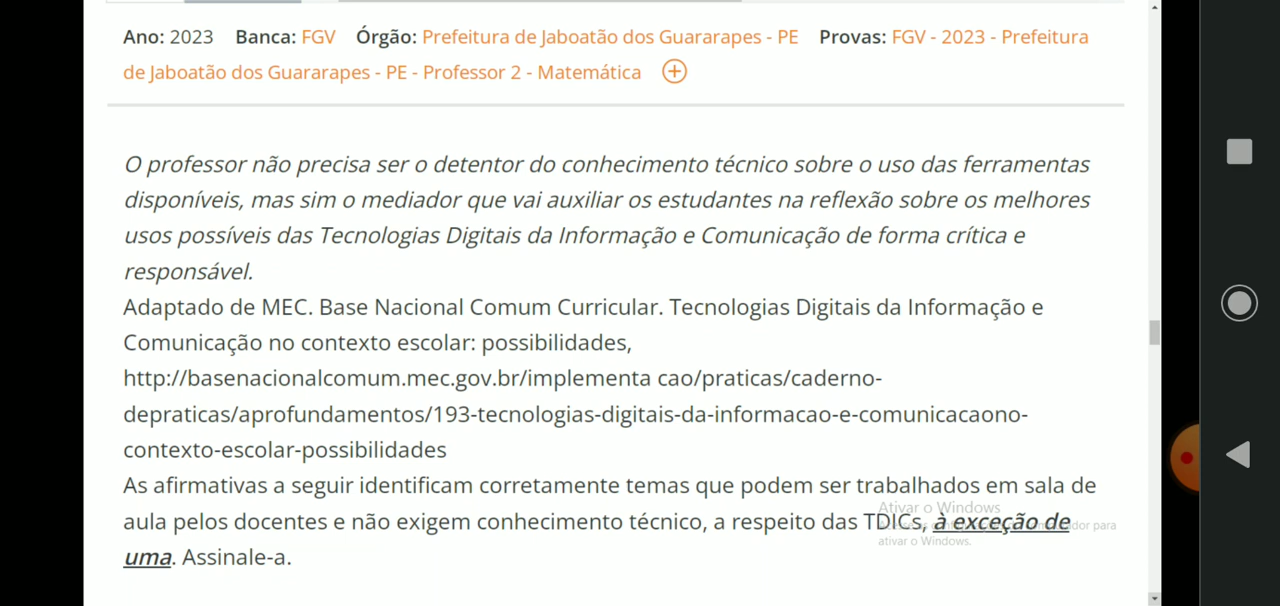 Ano: 2023 Banca: FGV Órgão: Prefeitura de Jaboatão dos Guararapes - PE Provas: FGV - 2023 - Prefeitura
de Jaboatão dos Guararapes - PE - Professor 2 - Matemática
O professor não precisa ser o detentor do conhecimento técnico sobre o uso das ferramentas
disponíveis, mas sim o mediador que vai auxiliar os estudantes na reflexão sobre os melhores
usos possíveis das Tecnologias Digitais da Informação e Comunicação de forma crítica e
responsável.
Adaptado de MEC. Base Nacional Comum Curricular. Tecnologias Digitais da Informação e
Comunicação no contexto escolar: possibilidades,
http://basenacionalcomum.mec.gov.br/implementa cao/praticas/caderno-
depraticas/aprofundamentos/193-tecnologias-digitais-da-informacao-e-comunicacaono-
contexto-escolar-possibilidades
As afirmativas a seguir identificam corretamente temas que podem ser trabalhados em sala de
Ativar o Windows
aula pelos docentes e não exigem conhecimento técnico, a respeito das TDICs, à exceção de
para
ativar o Windows.
uma. Assinale-a.